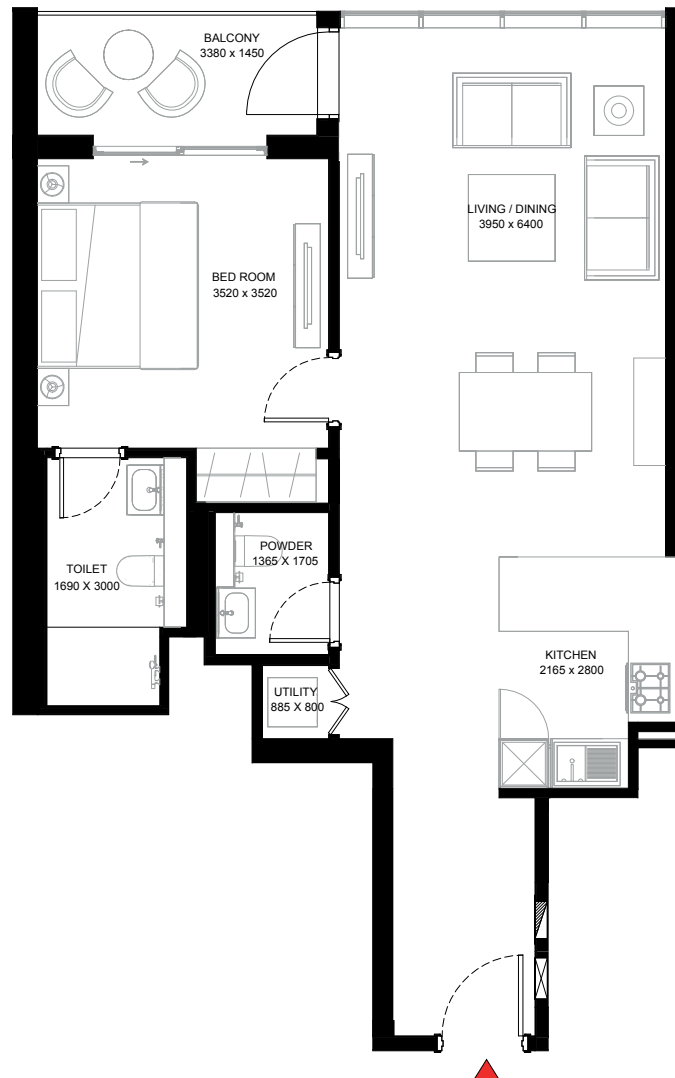 BALCONY
3380 x 1450
LIVING / DINING
3950 x 6400
BED ROOM
3520 x 3520
POWDER
1365 X 1705
TOILET
1690 X 3000
KITCHEN
2165 x 2800
UTILITY
885 X 800